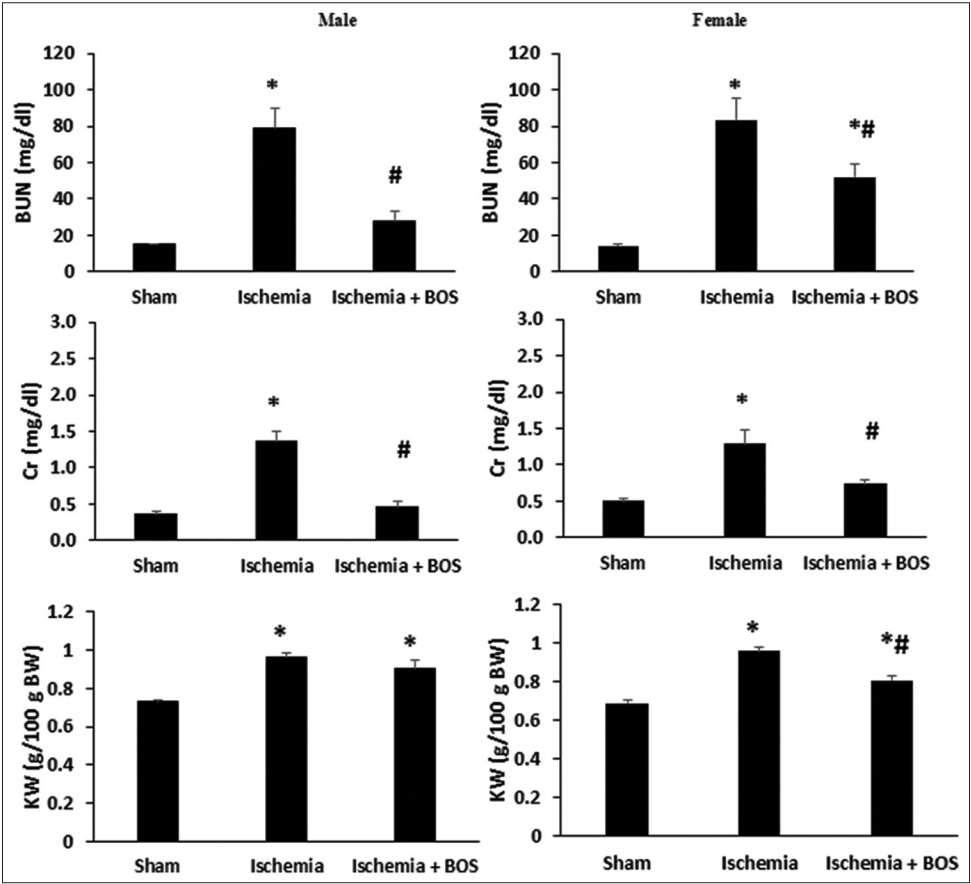 Male
Female
BUN (mg/dl)
120
100
80
60
40
20
0
*
#
Sham
Ischemia
Ischemia + BOS
BUN (mg/dl)
120
100
80
60
40
20
0
*
*#
Sham
Ischemia
Ischemia + BOS
Cr (mg/dl)
3.0
2.5
2.0
1.5
1.0
0.5
0.0
*
#
Sham
Ischemia
Ischemia + BOS
Cr (mg/dl)
3.0
2.5
2.0
1.5
1.0
0.5
0.0
*
#
Sham
Ischemia
Ischemia + BOS
KW (g/100 g BW)
1.2
1
0.8
0.6
0.4
0.2
0
*
*
Sham
Ischemia
Ischemia + BOS
KW (g/100 g BW)
1.2
1
0.8
0.6
0.4
0.2
0
*
*#
Sham
Ischemia
Ischemia + BOS